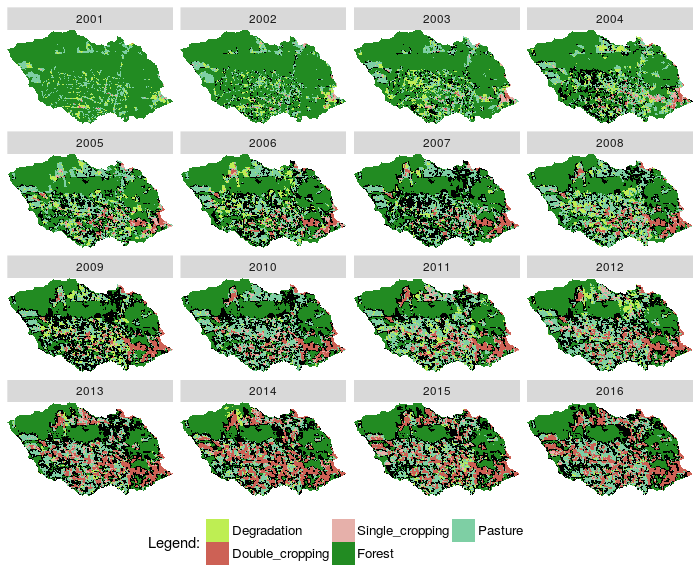 2001 2002 2003 2004
2005 2006 2007 2008
2009 2010 2011 2012
2013 2014 2015 2016
Legend:
Degradation Single_cropping Pasture
Double_cropping Forest